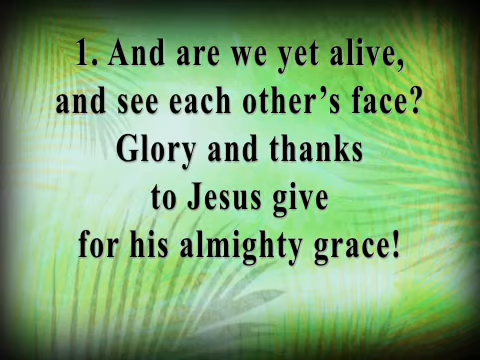 1. And are we yet alive,
and see each other’s face?
Glory and thanks
to Jesus give
for his almighty grace!